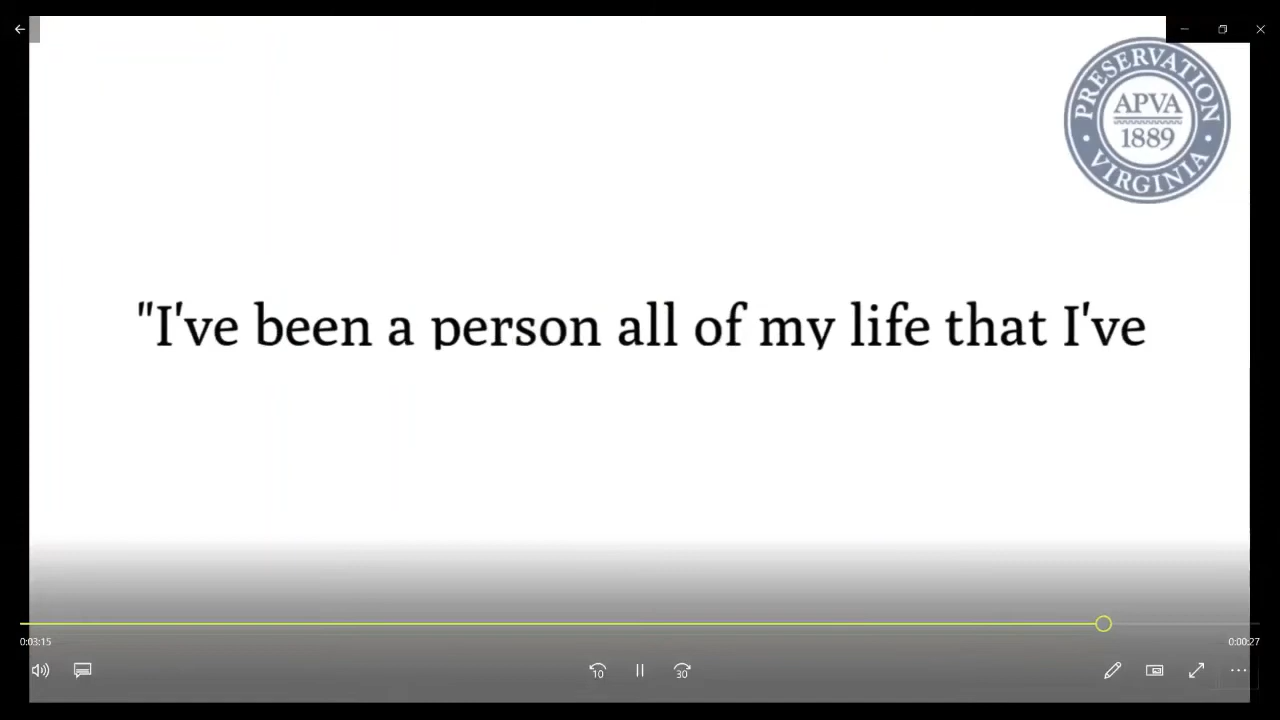 PRESERVATION
APVA
1889
VIRGINIA
"I've been a person all of my life that I've
0:03:15
0:00:27
10
30